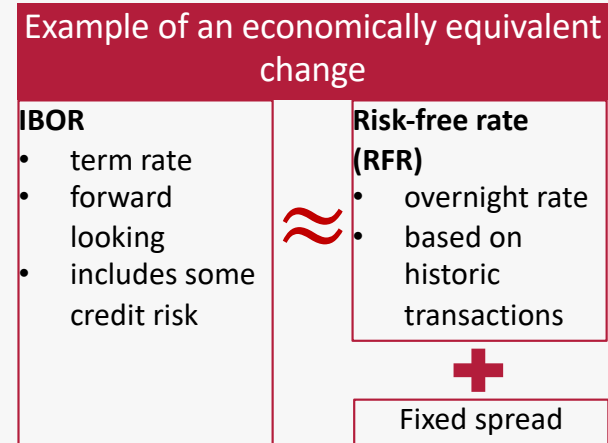 Example of an economically equivalent
change
IBOR
• term rate
• forward
looking
• includes some
credit risk
≈
Risk-free rate
(RFR)
• overnight rate
• based on
historic
transactions
+
Fixed spread